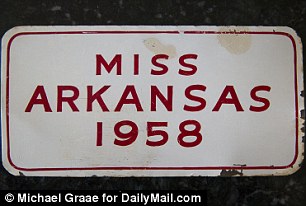 MISS
ARKANSAS
1958
© Michael Graae for DailyMail.com